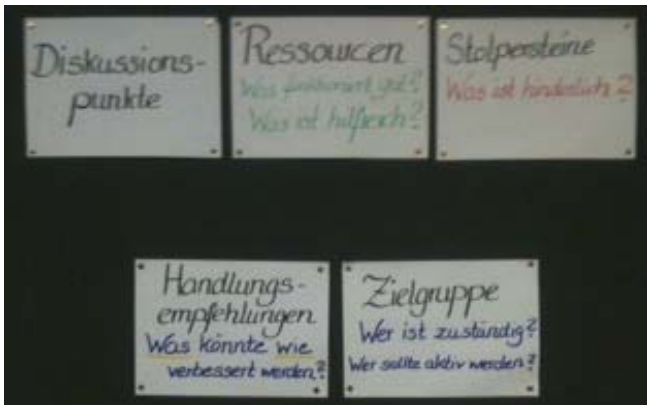 Diskussions-
punkte
Ressourcen
Was funktioniert gut?
Was ist hilfreich?
Stolpersteine
Was ist hinderlich?
Handlungs-
empfehlungen
Was könnte wie
verbessert werden?
Zielgruppe
Wer ist zuständig?
Wer sollte aktiv werden?